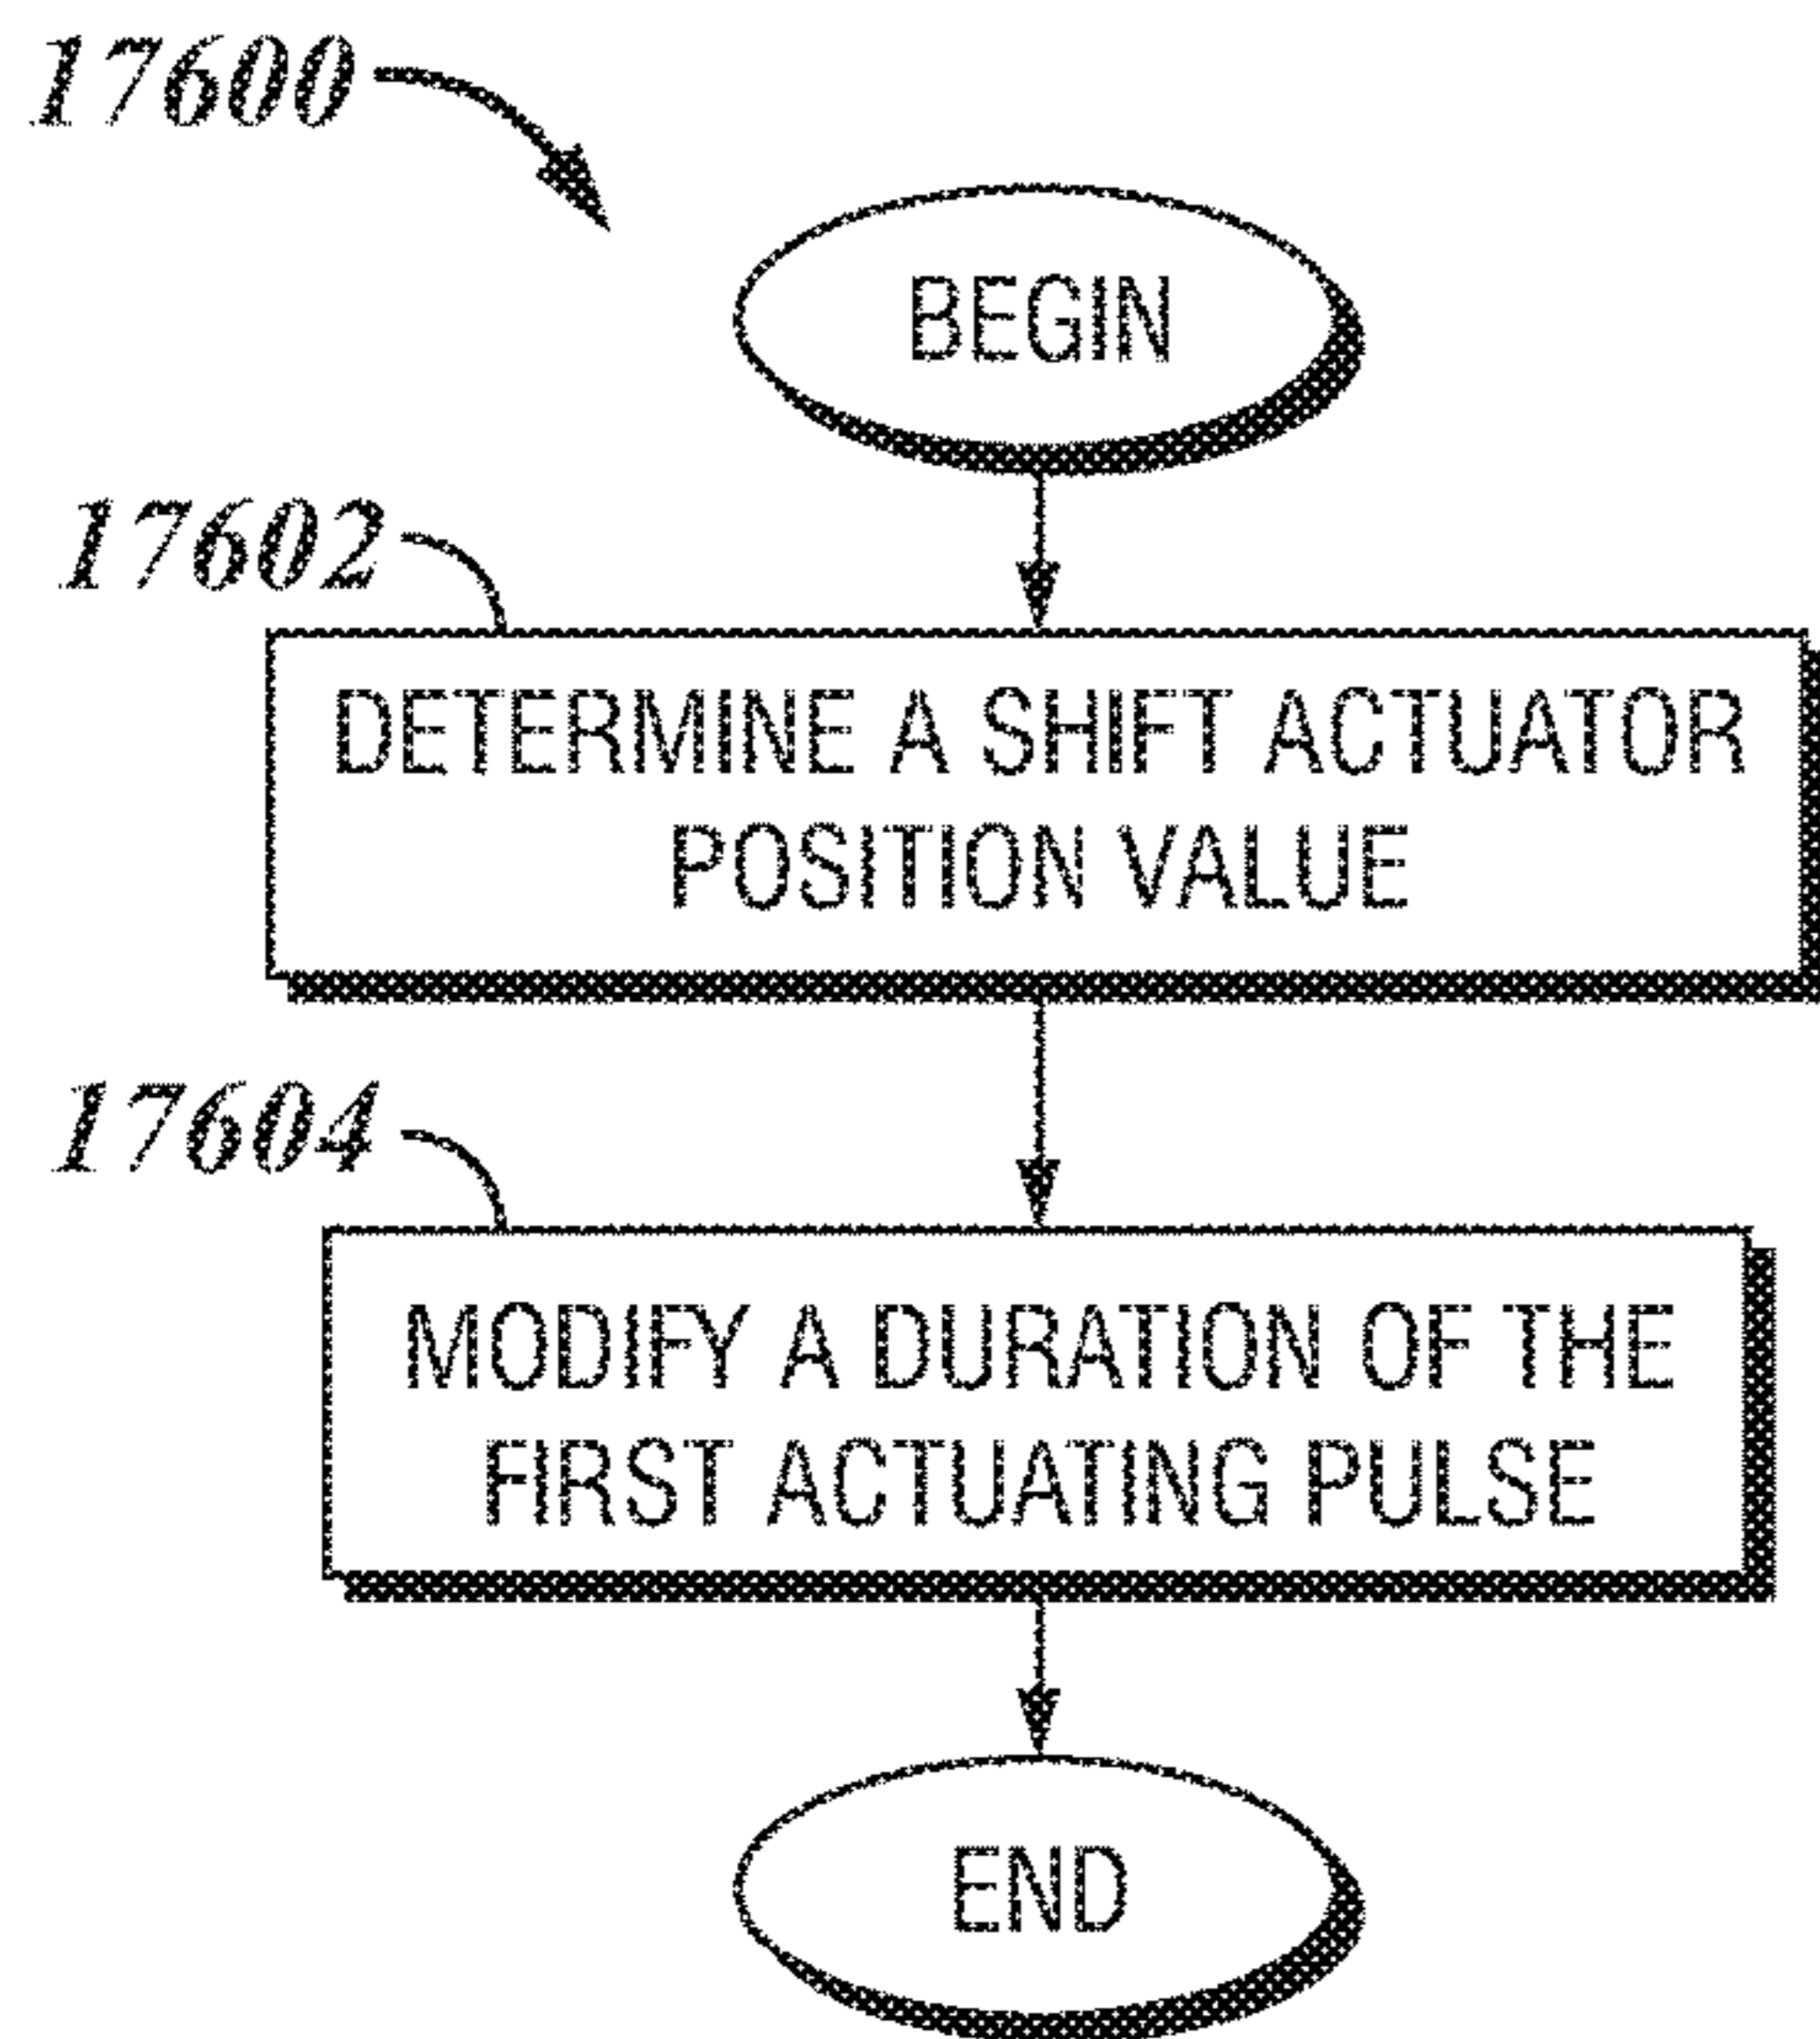 17600
BEGIN
17602
DETERMINE A SHIFT ACTUATOR
POSITION VALUE
17604
MODIFY A DURATION OF THE
FIRST ACTUATING PULSE
END